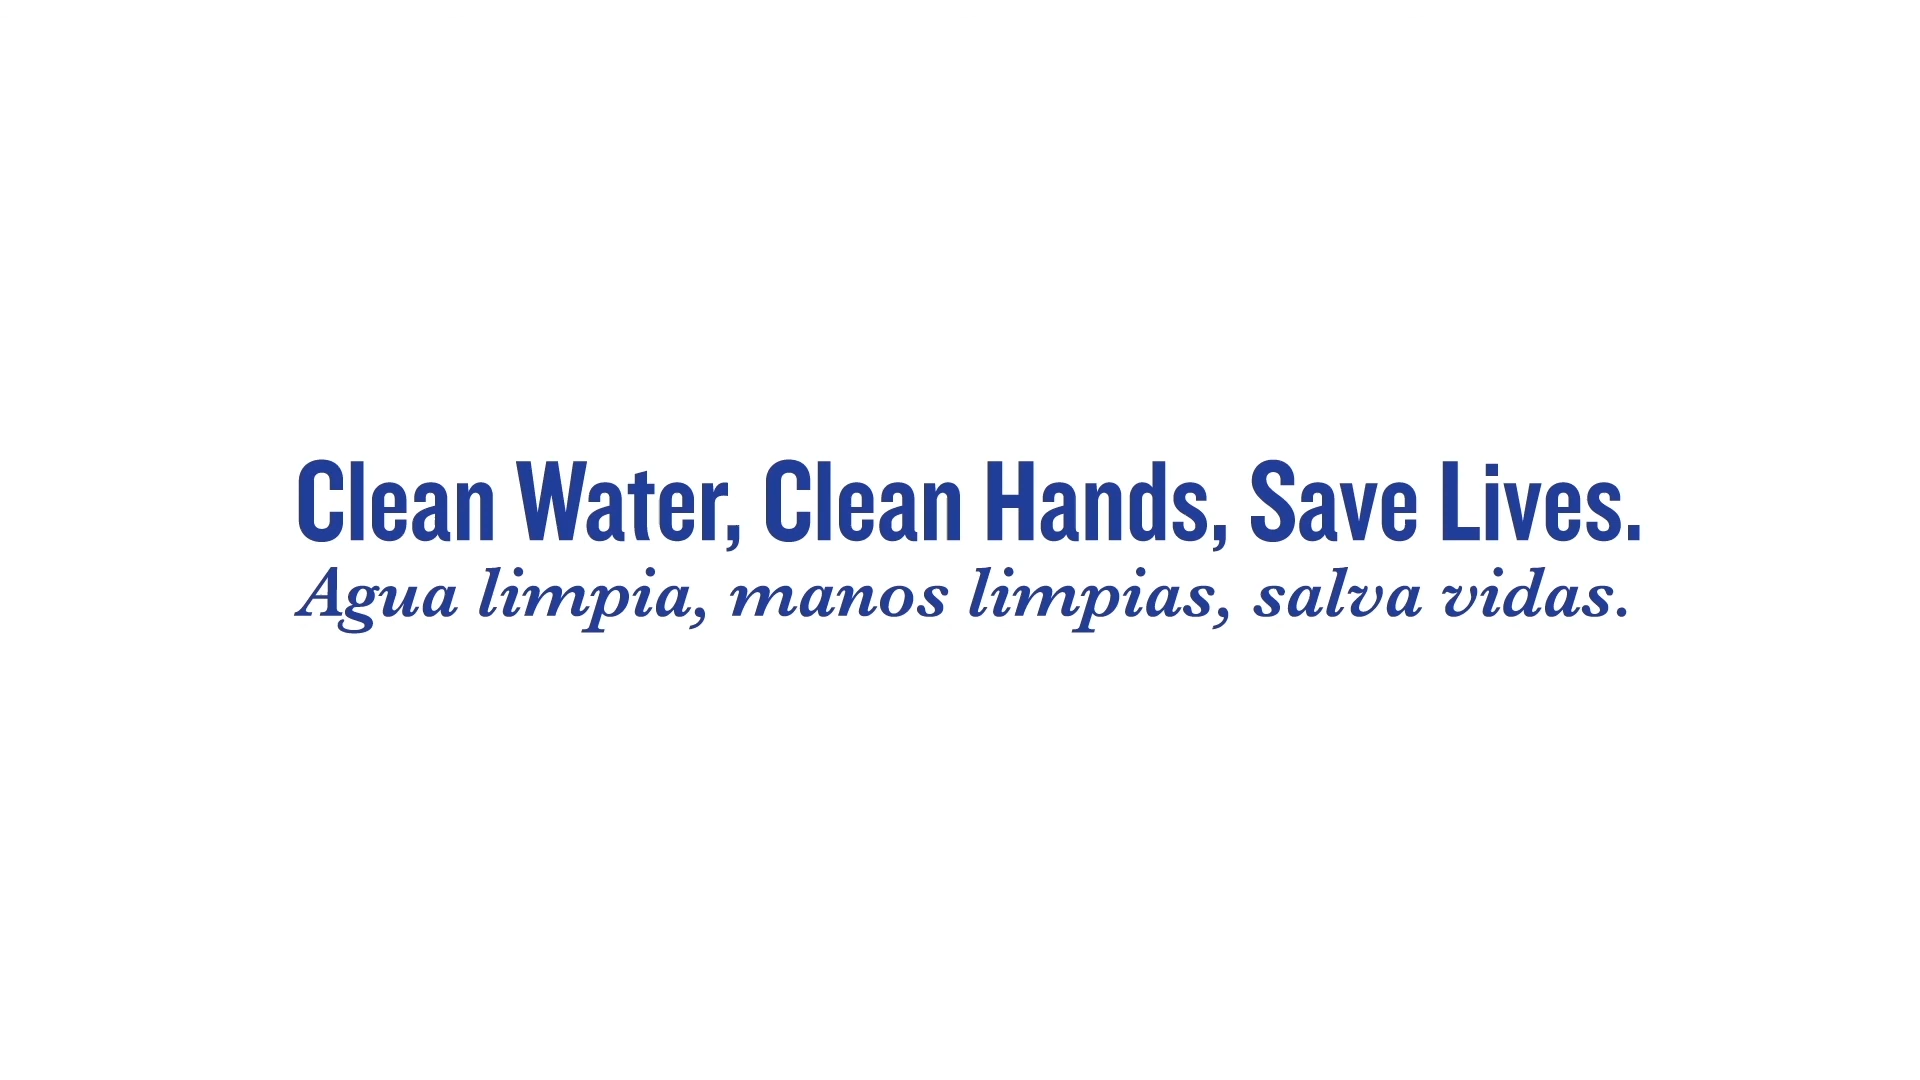 Clean Water, Clean Hands, Save Lives.
Agua limpia, manos limpias, salva vidas.